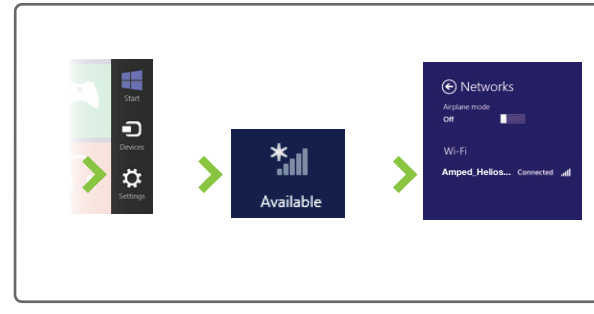 Start
Devices
Settings
Available
Networks
Airplane mode
Off
Wi-Fi
Amped_Helios... Connected